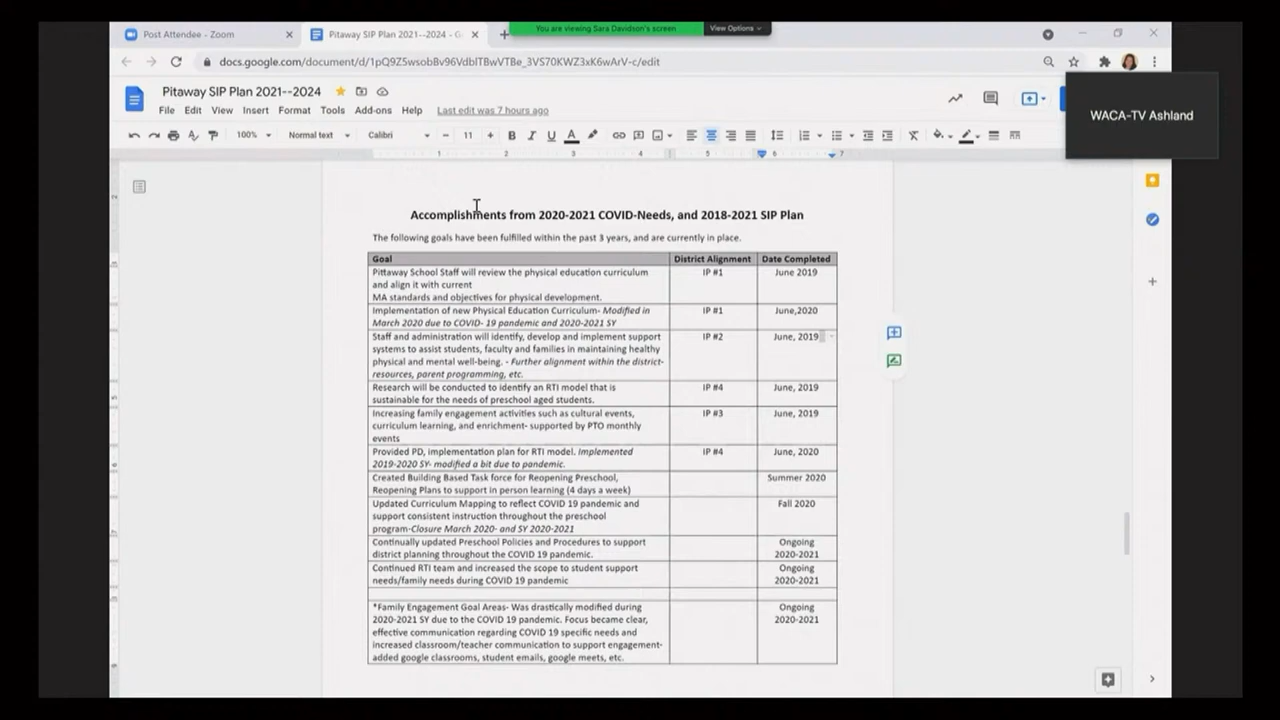 Post Attendee - Zoom
Pitaway SIP Plan 2021--2024 - G
You are viewing Sara Davidson's screen
View Options
docs.google.com/document/d/1pQ9Z5wsobBv96VdblTBwVTBe_3VS70KWZ3xK6wArV-c/edit
Pitaway SIP Plan 2021--2024
File Edit View Insert Format Tools Add-ons Help Last edit was 7 hours ago
WACA-TV Ashland
100% Normal text Calibri 11
1 2 3 4 5 6 7
Accomplishments from 2020-2021 COVID-Needs, and 2018-2021 SIP Plan
The following goals have been fulfilled within the past 3 years, and are currently in place.
Goal District Alignment Date Completed
Pittaway School Staff will review the physical education curriculum IP #1 June 2019
and align it with current
MA standards and objectives for physical development.
Implementation of new Physical Education Curriculum- Modified in IP #1 June,2020
March 2020 due to COVID- 19 pandemic and 2020-2021 SY
Staff and administration will identify, develop and implement support IP #2 June, 2019
systems to assist students, faculty and families in maintaining healthy
physical and mental well-being. - Further alignment within the district-
resources, parent programming, etc.
Research will be conducted to identify an RTI model that is IP #4 June, 2019
sustainable for the needs of preschool aged students.
Increasing family engagement activities such as cultural events, IP #3 June, 2019
curriculum learning, and enrichment- supported by PTO monthly
events
Provided PD, implementation plan for RTI model. Implemented IP #4 June, 2020
2019-2020 SY- modified a bit due to pandemic.
Created Building Based Task force for Reopening Preschool, Summer 2020
Reopening Plans to support in person learning (4 days a week)
Updated Curriculum Mapping to reflect COVID 19 pandemic and Fall 2020
support consistent instruction throughout the preschool
program-Closure March 2020- and SY 2020-2021
Continually updated Preschool Policies and Procedures to support Ongoing
district planning throughout the COVID 19 pandemic. 2020-2021
Continued RTI team and increased the scope to student support Ongoing
needs/family needs during COVID 19 pandemic 2020-2021
*Family Engagement Goal Areas- Was drastically modified during Ongoing
2020-2021 SY due to the COVID 19 pandemic. Focus became clear, 2020-2021
effective communication regarding COVID 19 specific needs and
increased classroom/teacher communication to support engagement-
added google classrooms, student emails, google meets, etc.